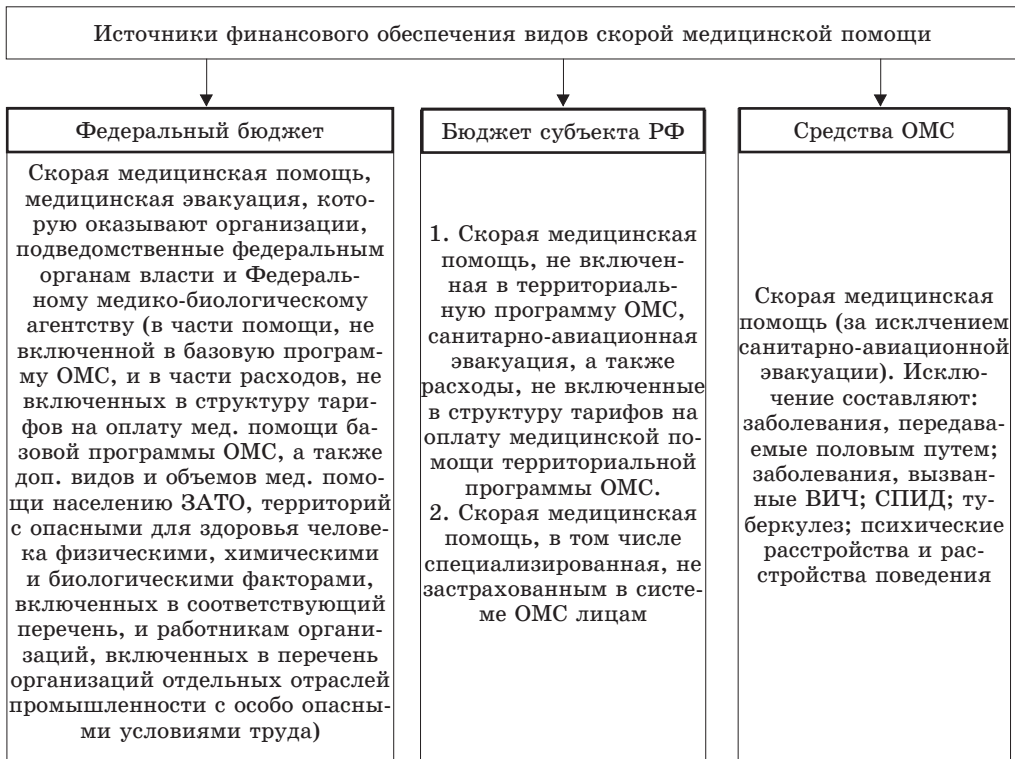 Источники финансового обеспечения видов скорой медицинской помощи
Федеральный бюджет
Скорая медицинская помощь,
медицинская эвакуация, кото-
рую оказывают организации,
подведомственные федеральным
органам власти и Федераль-
ному медико-биологическому
агентству (в части помощи, не
включенной в базовую програм-
му ОМС, и в части расходов, не
включенных в структуру тари-
фов на оплату мед. помощи ба-
зовой программы ОМС, а также
доп. видов и объемов мед. помо-
щи населению ЗАТО, территорий
с опасными для здоровья челове-
ка физическими, химическими
и биологическими факторами,
включенных в соответствующий
перечень, и работникам органи-
заций, включенных в перечень
организаций отдельных отраслей
промышленности с особо опасны-
ми условиями труда)
Бюджет субъекта РФ
1. Скорая медицинская
помощь, не включен-
ная в территориаль-
ную программу ОМС,
санитарно-авиационная
эвакуация, а также
расходы, не включенные
в структуру тарифов на
оплату медицинской по-
мощи территориальной
программы ОМС.
2. Скорая медицинская
помощь, в том числе
специализированная, не
застрахованным в систе-
ме ОМС лицам
Средства ОМС
Скорая медицинская
помощь (за исклчением
санитарно-авиационной
эвакуации). Исклю-
чение составляют:
заболевания, передава-
емые половым путем;
заболевания, вызван-
ные ВИЧ; СПИД; ту-
беркулез; психические
расстройства и рас-
стройства поведения